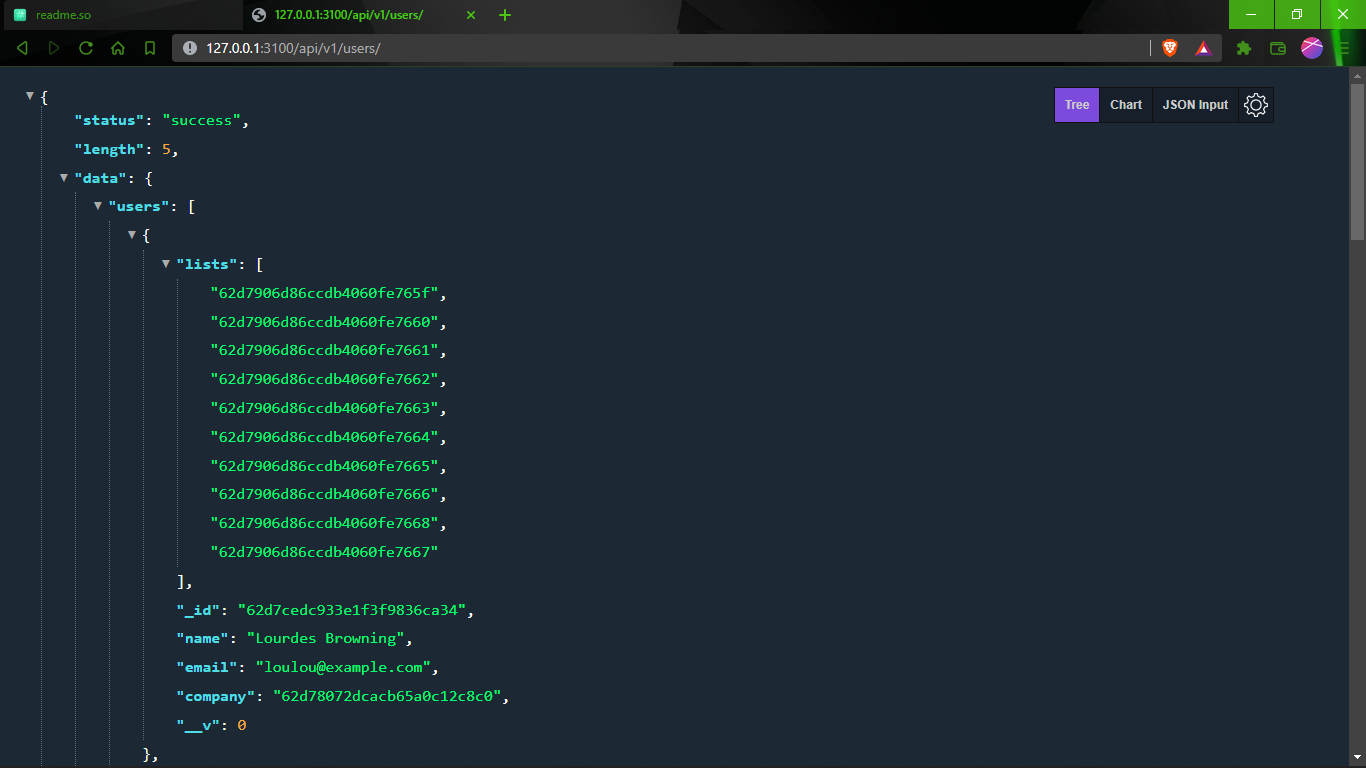 readme.so
127.0.0.1:3100/api/v1/users/
127.0.0.1:3100/api/v1/users/
Tree Chart JSON Input
{
"status": "success",
"length": 5,
"data": {
"users": [
{
"lists": [
"62d7906d86ccdb4060fe765f",
"62d7906d86ccdb4060fe7660",
"62d7906d86ccdb4060fe7661",
"62d7906d86ccdb4060fe7662",
"62d7906d86ccdb4060fe7663",
"62d7906d86ccdb4060fe7664",
"62d7906d86ccdb4060fe7665",
"62d7906d86ccdb4060fe7666",
"62d7906d86ccdb4060fe7668",
"62d7906d86ccdb4060fe7667"
],
"_id": "62d7cedc933e1f3f9836ca34",
"name": "Lourdes Browning",
"email": "loulou@example.com",
"company": "62d78072dcacb65a0c12c8c0",
"__v": 0
},